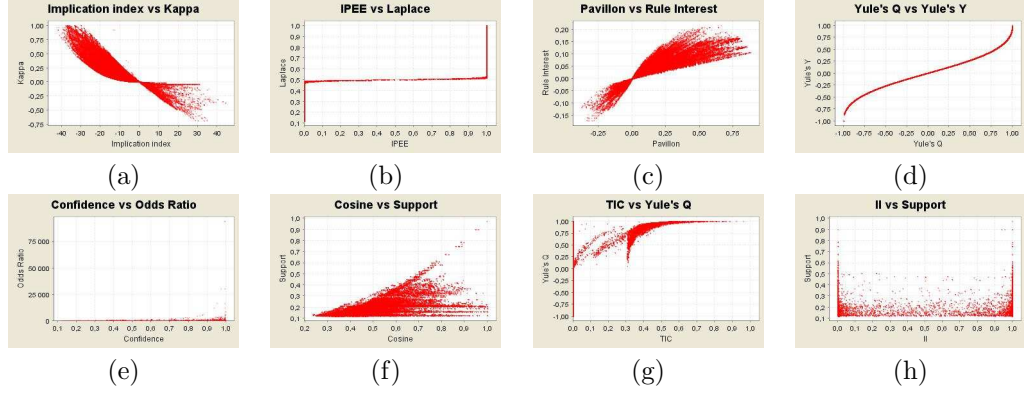 Implication index vs Kappa
1,00
0,75
0,50
0,25
0,00
-0,25
-0,50
-0,75
Kappa
-40 -30 -20 -10 0 10 20 30 40
Implication index
(a)
IPEE vs Laplace
1,0
0,9
0,8
0,7
0,6
0,5
0,4
0,3
0,2
0,1
Laplace
0,0 0,1 0,2 0,3 0,4 0,5 0,6 0,7 0,8 0,9 1,0
IPEE
(b)
Pavillon vs Rule Interest
0,20
0,15
0,10
0,05
0,00
-0,05
-0,10
-0,15
Rule Interest
-0,25 0,00 0,25 0,50 0,75
Pavillon
(c)
Yule's Q vs Yule's Y
1,00
0,75
0,50
0,25
0,00
-0,25
-0,50
-0,75
-1,00
Yule's Y
-1,00 -0,75 -0,50 -0,25 0,00 0,25 0,50 0,75 1,00
Yule's Q
(d)
Confidence vs Odds Ratio
75 000
50 000
25 000
0
Odds Ratio
0,1 0,2 0,3 0,4 0,5 0,6 0,7 0,8 0,9 1,0
Confidence
(e)
Cosine vs Support
1,0
0,9
0,8
0,7
0,6
0,5
0,4
0,3
0,2
0,1
Support
0,2 0,3 0,4 0,5 0,6 0,7 0,8 0,9 1,0
Cosine
(f)
TIC vs Yule's Q
1,00
0,75
0,50
0,25
0,00
-0,25
-0,50
-0,75
-1,00
Yule's Q
0,0 0,1 0,2 0,3 0,4 0,5 0,6 0,7 0,8 0,9 1,0
TIC
(g)
II vs Support
1,0
0,9
0,8
0,7
0,6
0,5
0,4
0,3
0,2
0,1
Support
0,0 0,1 0,2 0,3 0,4 0,5 0,6 0,7 0,8 0,9 1,0
II
(h)